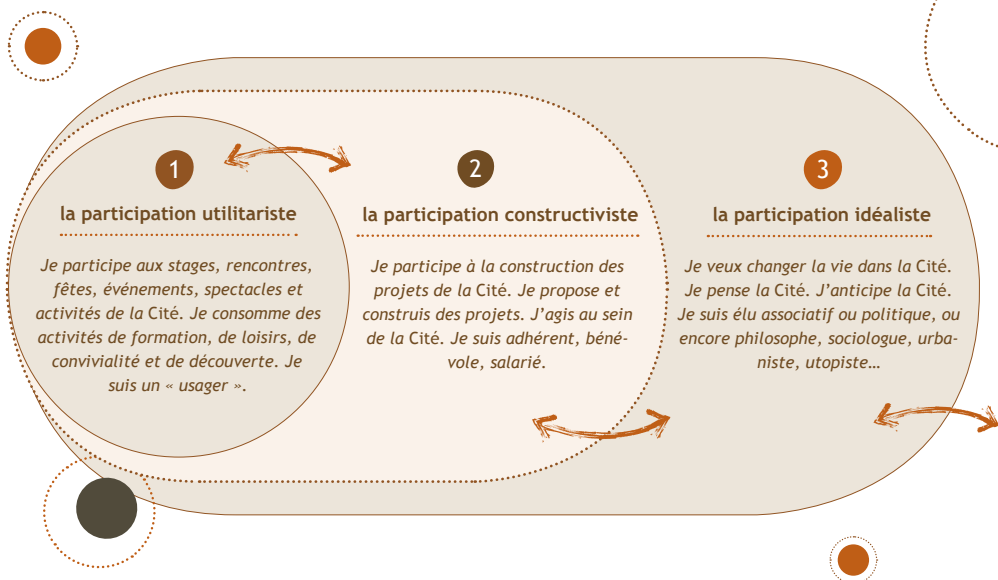 1
la participation utilitariste
Je participe aux stages, rencontres,
fêtes, événements, spectacles et
activités de la Cité. Je consomme des
activités de formation, de loisirs, de
convivialité et de découverte. Je
suis un « usager ».
2
la participation constructiviste
Je participe à la construction des
projets de la Cité. Je propose et
construis des projets. J’agis au sein
de la Cité. Je suis adhérent, béné-
vole, salarié.
3
la participation idéaliste
Je veux changer la vie dans la Cité.
Je pense la Cité. J’anticipe la Cité.
Je suis élu associatif ou politique, ou
encore philosophe, sociologue, urba-
niste, utopiste…